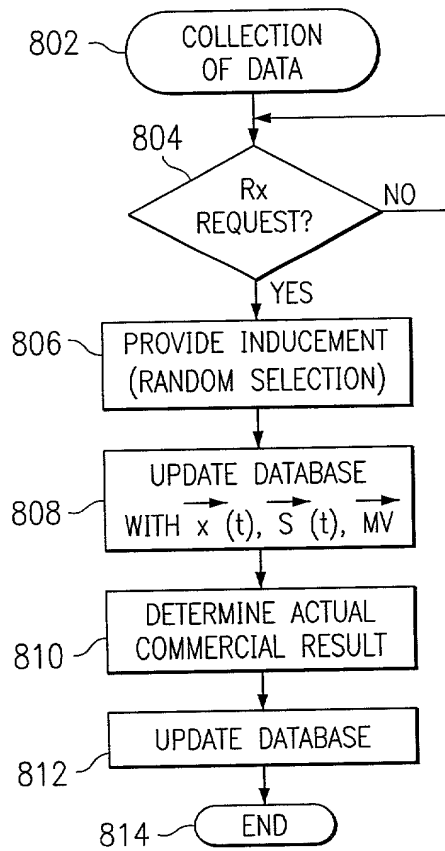 802
COLLECTION
OF DATA
804
Rx
REQUEST?
NO
YES
806
PROVIDE INDUCEMENT
(RANDOM SELECTION)
808
UPDATE DATABASE
WITH x⃗ (t), S⃗ (t), M⃗V⃗
810
DETERMINE ACTUAL
COMMERCIAL RESULT
812
UPDATE DATABASE
814
END